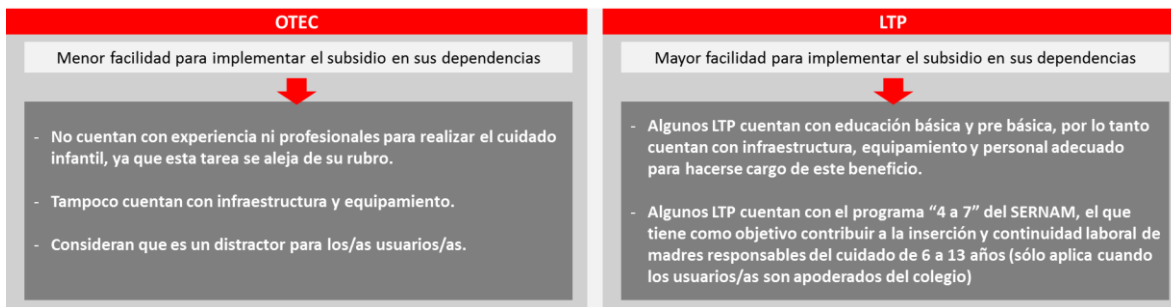 OTEC
Menor facilidad para implementar el subsidio en sus dependencias
- No cuentan con experiencia ni profesionales para realizar el cuidado
infantil, ya que esta tarea se aleja de su rubro.
- Tampoco cuentan con infraestructura y equipamiento.
- Consideran que es un distractor para los/as usuarios/as.
LTP
Mayor facilidad para implementar el subsidio en sus dependencias
- Algunos LTP cuentan con educación básica y pre básica, por lo tanto
cuentan con infraestructura, equipamiento y personal adecuado
para hacerse cargo de este beneficio.
- Algunos LTP cuentan con el programa “4 a 7” del SERNAM, el que
tiene como objetivo contribuir a la inserción y continuidad laboral de
madres responsables del cuidado de 6 a 13 años (sólo aplica cuando
los usuarios/as son apoderados del colegio)